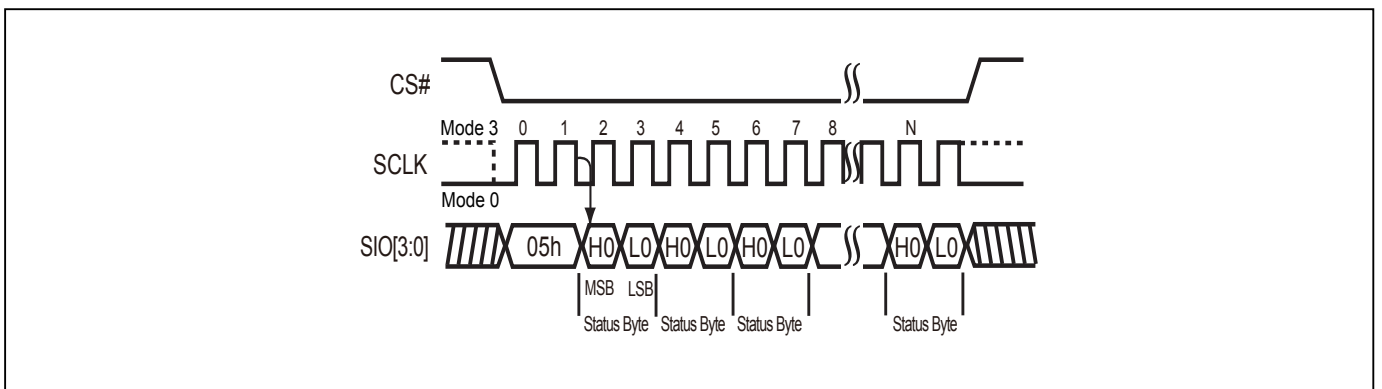 CS#
Mode 3 0 1 2 3 4 5 6 7 8 N
SCLK
Mode 0
SIO[3:0] 05h H0 L0 H0 L0 H0 L0 H0 L0
MSB LSB
Status Byte Status Byte Status Byte Status Byte